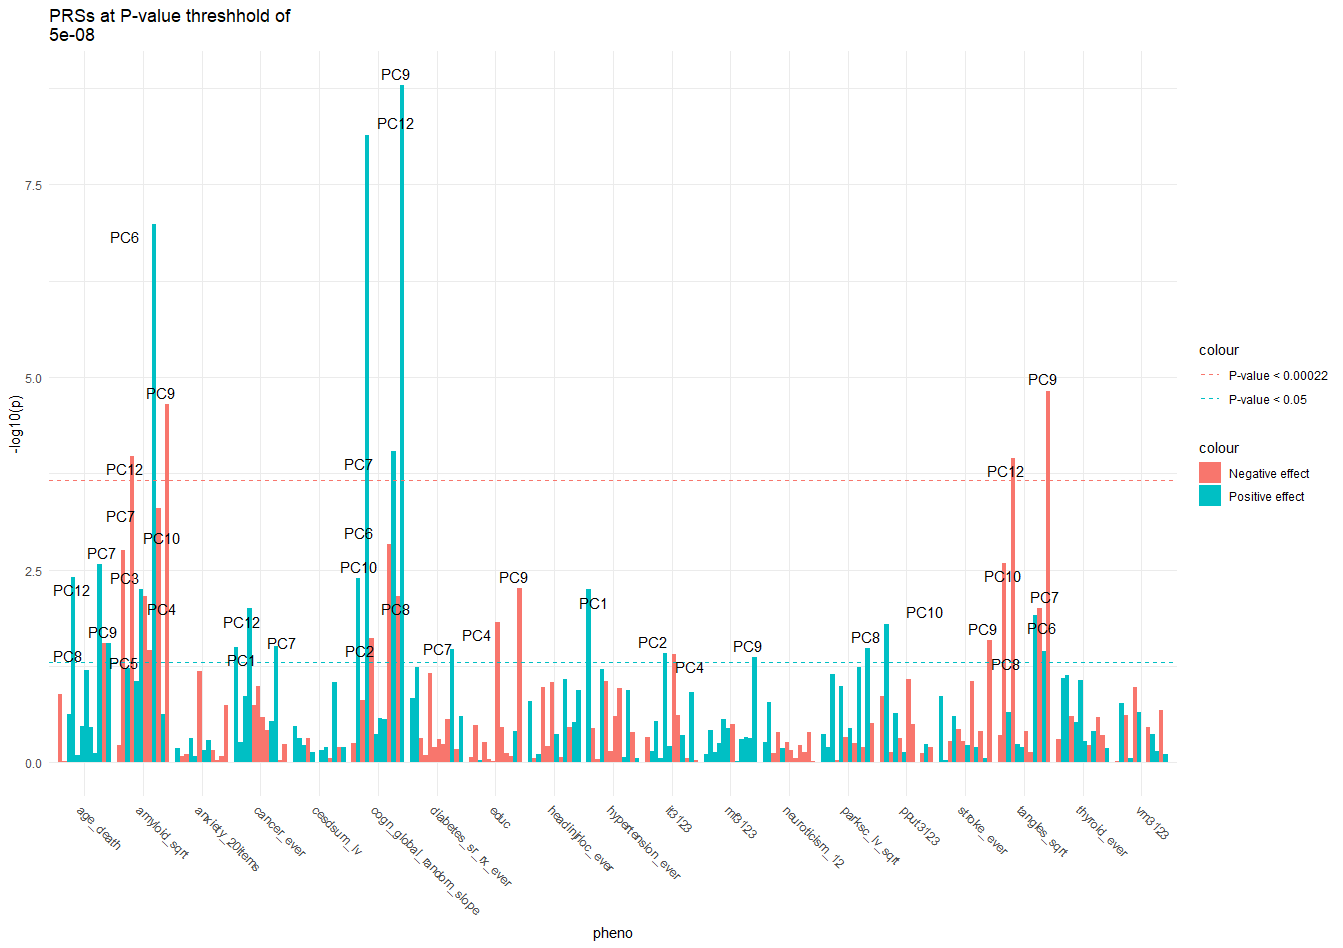 PRSs at P-value threshhold of
5e-08
PC9
PC12
7.5
PC6
5.0
PC9
PC9
-log10(p)
PC12
PC7
PC12
PC7
PC6
PC10
PC7
PC10
2.5
PC3
PC12
PC9
PC10
PC7
PC4
PC8
PC1
PC10
PC9
PC12
PC4
PC9
PC6
PC8
PC7
PC2
PC7
PC2
PC9
PC8
PC5
PC1
PC4
PC8
0.0
age_death
amyloid_sqrt
anxiety_20items
cancer_ever
cesdsum_lv
cogn_global_random_slope
diabetes_sr_rx_ever
educ
headinjrloc_ever
hypertension_ever
it3123
mf3123
neuroticism_12
parksc_lv_sqrt
pput3123
stroke_ever
tangles_sqrt
thyroid_ever
vm3123
pheno
colour
P-value < 0.00022
P-value < 0.05
colour
Negative effect
Positive effect